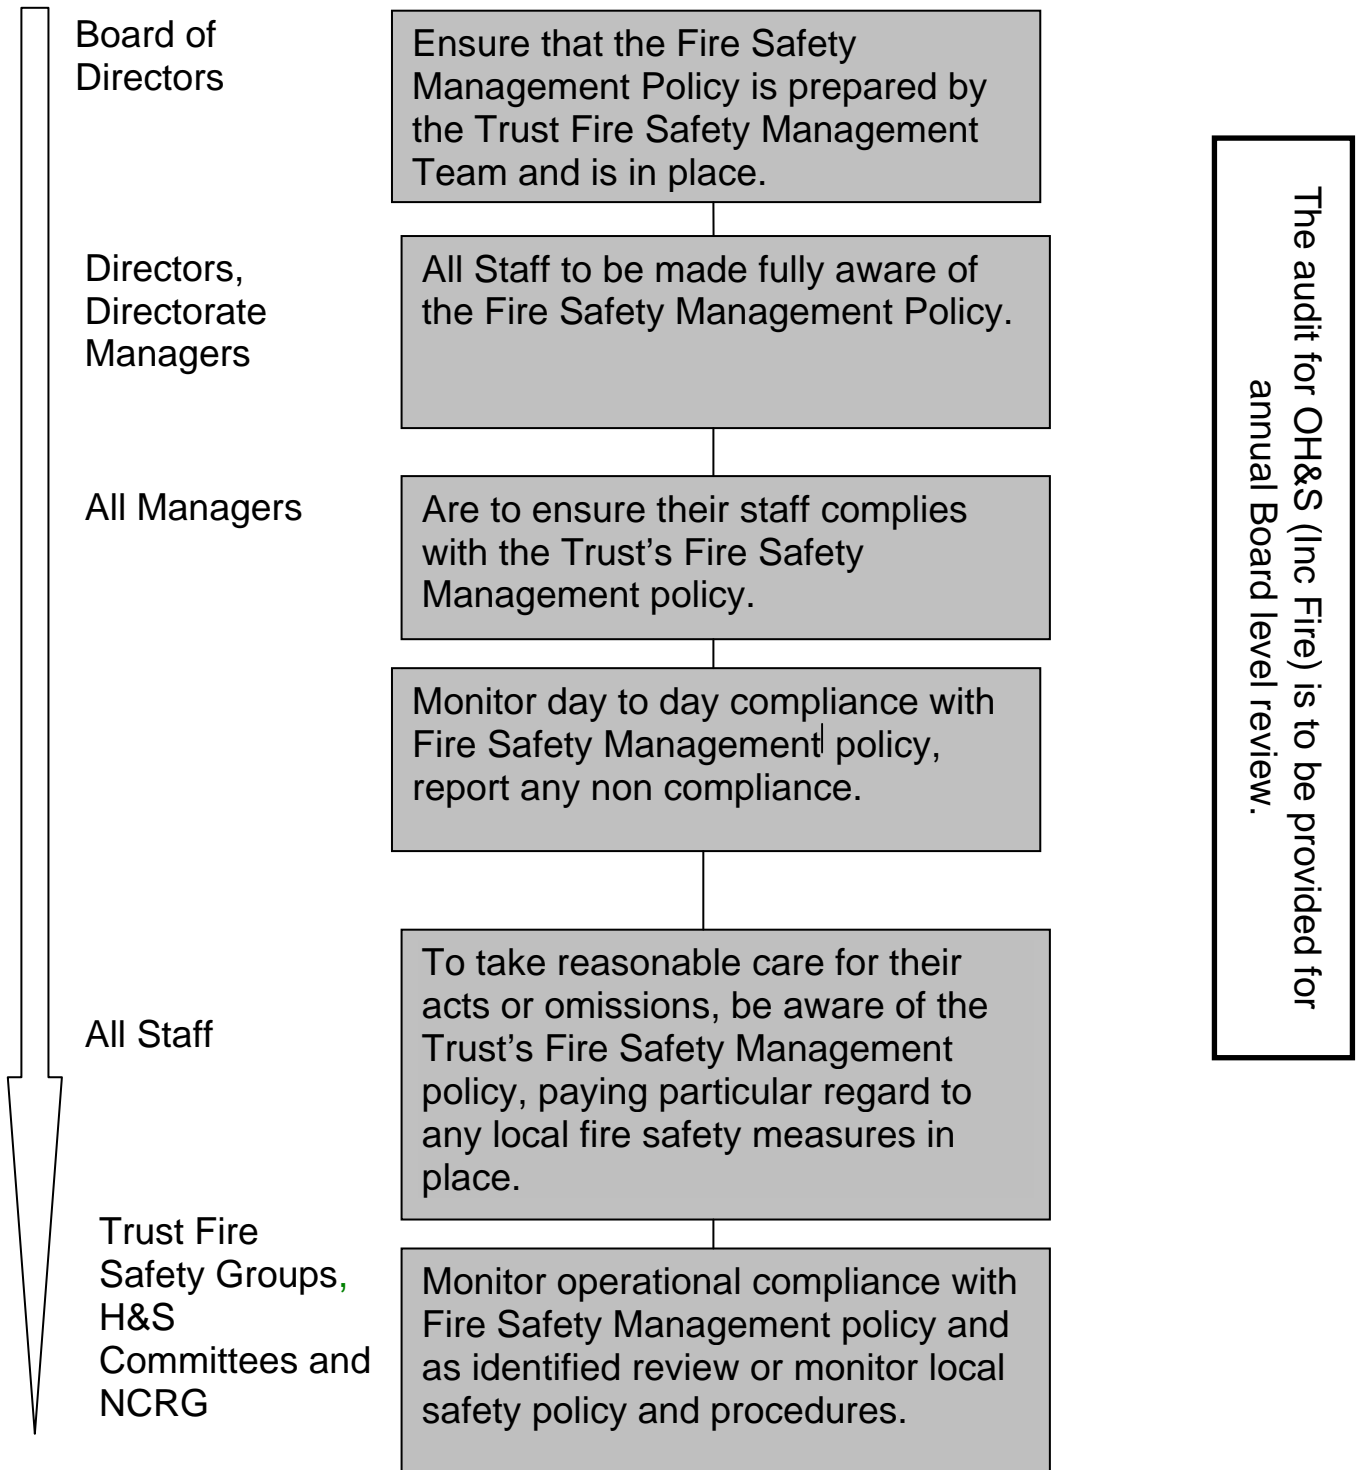 Board of
Directors
Ensure that the Fire Safety
Management Policy is prepared by
the Trust Fire Safety Management
Team and is in place.
Directors,
Directorate
Managers
All Staff to be made fully aware of
the Fire Safety Management Policy.
All Managers
Are to ensure their staff complies
with the Trust’s Fire Safety
Management policy.
Monitor day to day compliance with
Fire Safety Management policy,
report any non compliance.
All Staff
To take reasonable care for their
acts or omissions, be aware of the
Trust’s Fire Safety Management
policy, paying particular regard to
any local fire safety measures in
place.
Trust Fire
Safety Groups,
H&S
Committees and
NCRG
Monitor operational compliance with
Fire Safety Management policy and
as identified review or monitor local
safety policy and procedures.
The audit for OH&S (Inc Fire) is to be provided for
annual Board level review.